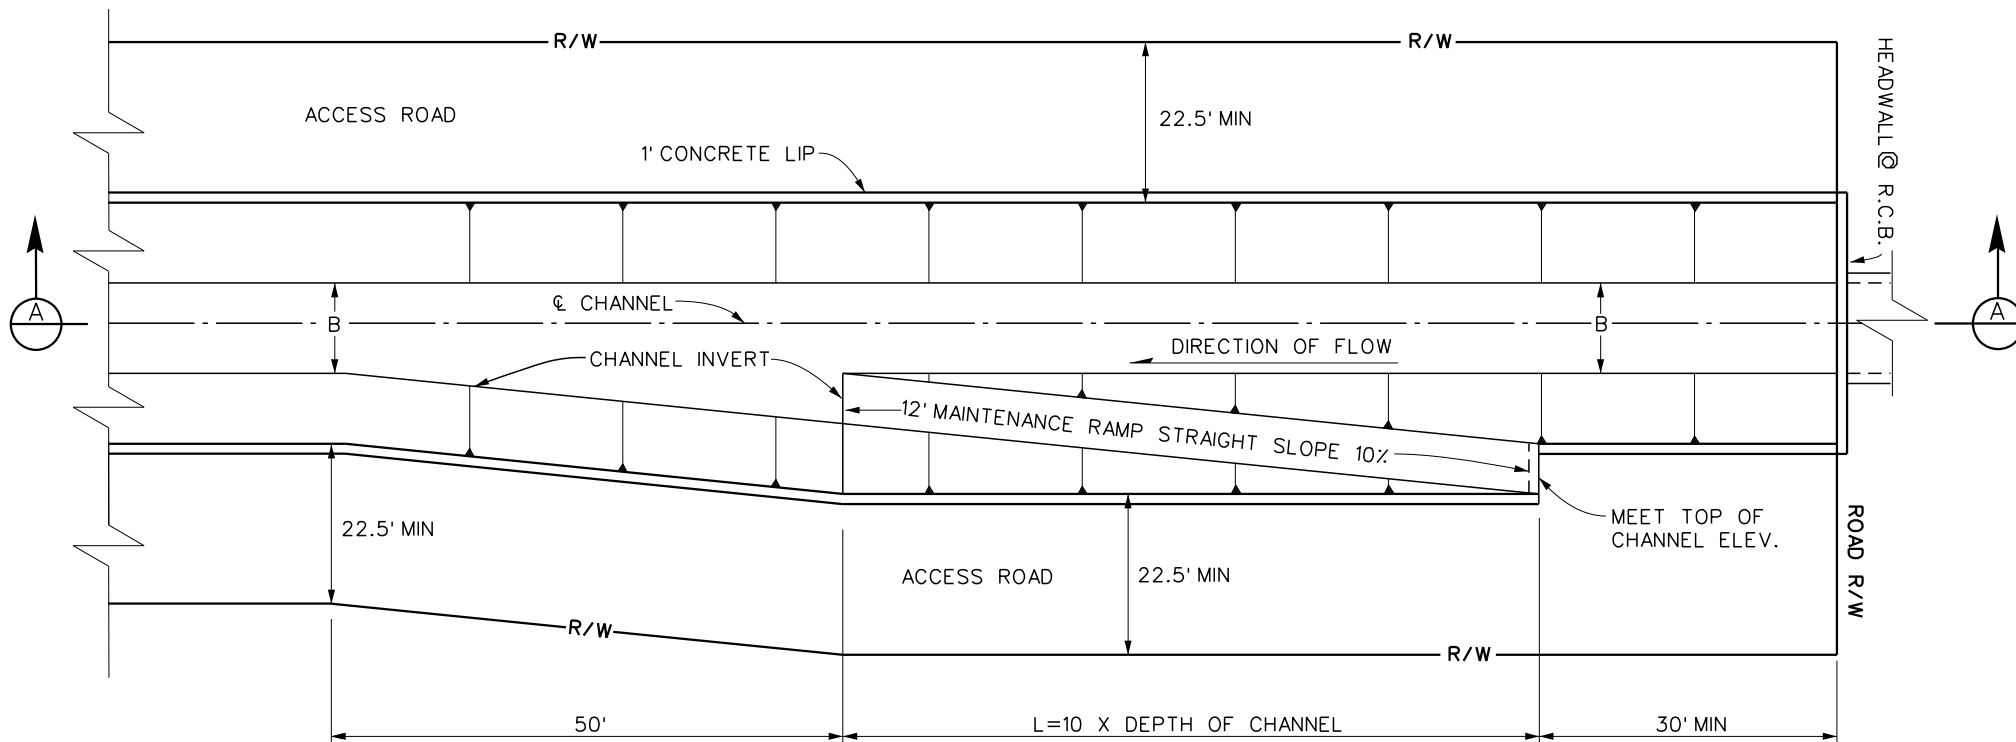 R/W
R/W
HEADWALL @ R.C.B.
ACCESS ROAD
22.5' MIN
1' CONCRETE LIP
A
A
℄ CHANNEL
B
B
DIRECTION OF FLOW
CHANNEL INVERT
12' MAINTENANCE RAMP STRAIGHT SLOPE 10%
22.5' MIN
MEET TOP OF
CHANNEL ELEV.
ROAD R/W
ACCESS ROAD
22.5' MIN
R/W
R/W
50'
L=10 X DEPTH OF CHANNEL
30' MIN